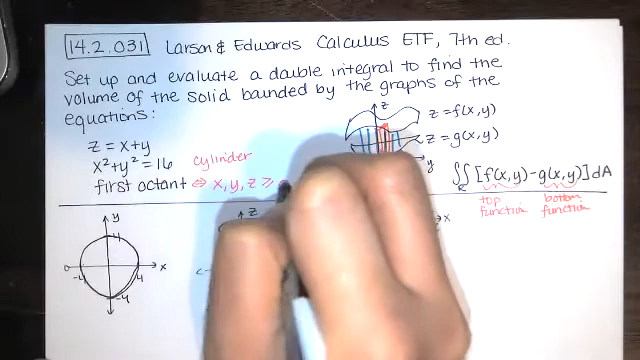 14.2.031 Larson & Edwards Calculus ETF, 7th ed.
Set up and evaluate a double integral to find the
volume of the solid bounded by the graphs of the
equations:
z = x+y
x²+y² = 16 cylinder
first octant ⇔ x, y, z ≥
z
z = f(x,y)
z = g(x,y)
y
∬ [f(x,y)-g(x,y)] dA
R
top function
bottom function
y
4
-4
4
x
-4
z
x